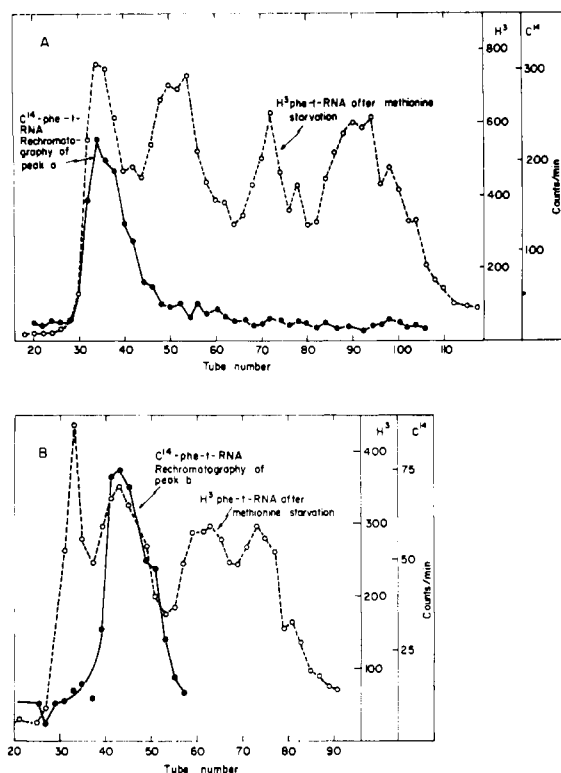 A
H³
C¹⁴
C¹⁴-phe-t-
RNA
Rechromato-
graphy of
peak a
H³phe-t-RNA after methionine
starvation
800
600
400
200
300
200
100
Counts/min
20 30 40 50 60 70 80 90 100 110
Tube number
B
H³
C¹⁴
C¹⁴-phe-t-RNA
Rechromatography of
peak b
H³phe-t-RNA after
methionine starvation
400
300
200
100
75
50
25
Counts/min
20 30 40 50 60 70 80 90
Tube number